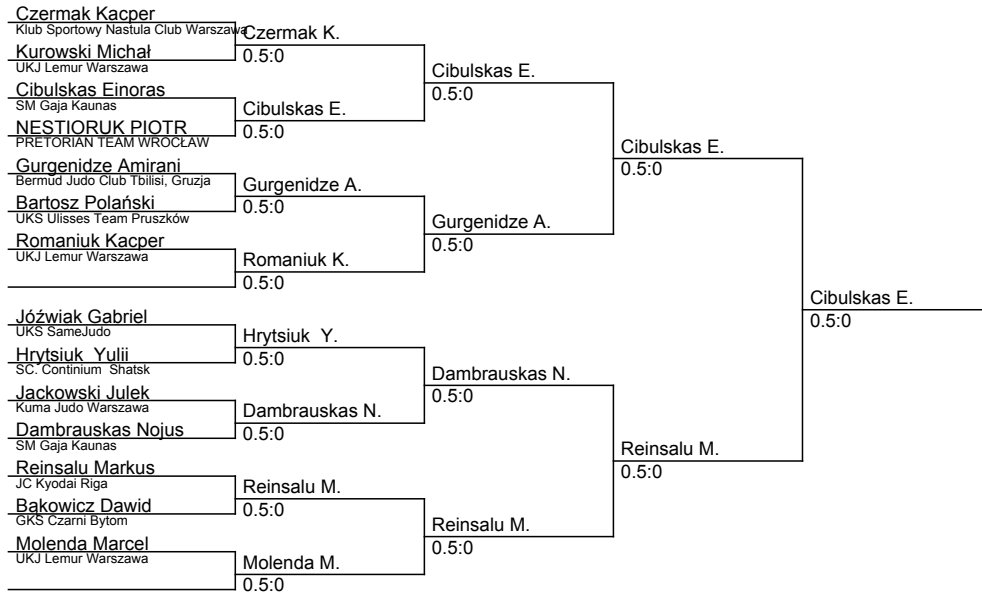 Czermak Kacper
Klub Sportowy Nastula Club Warszawa
Kurowski Michał
UKJ Lemur Warszawa
Cibulskas Einoras
SM Gaja Kaunas
NESTIORUK PIOTR
PRETORIAN TEAM WROCŁAW
Gurgenidze Amirani
Bermud Judo Club Tbilisi, Gruzja
Bartosz Polański
UKS Ulisses Team Pruszków
Romaniuk Kacper
UKJ Lemur Warszawa
Jóźwiak Gabriel
UKS SameJudo
Hrytsiuk  Yulii
SC. Continium  Shatsk
Jackowski Julek
Kuma Judo Warszawa
Dambrauskas Nojus
SM Gaja Kaunas
Reinsalu Markus
JC Kyodai Riga
Bąkowicz Dawid
GKS Czarni Bytom
Molenda Marcel
UKJ Lemur Warszawa
Czermak K.
0.5:0
Cibulskas E.
0.5:0
Gurgenidze A.
0.5:0
Romaniuk K.
0.5:0
Hrytsiuk  Y.
0.5:0
Dambrauskas N.
0.5:0
Reinsalu M.
0.5:0
Molenda M.
0.5:0
Cibulskas E.
0.5:0
Gurgenidze A.
0.5:0
Dambrauskas N.
0.5:0
Reinsalu M.
0.5:0
Cibulskas E.
0.5:0
Reinsalu M.
0.5:0
Cibulskas E.
0.5:0